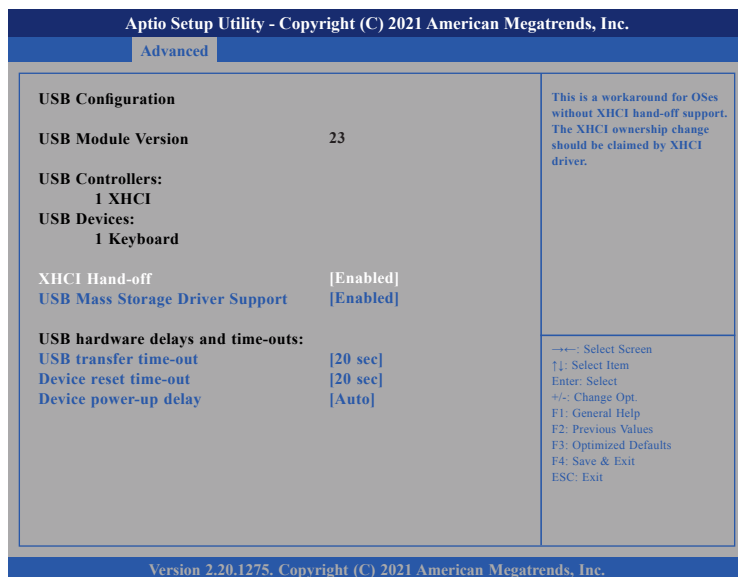 Aptio Setup Utility - Copyright (C) 2021 American Megatrends, Inc.
Advanced
USB Configuration
USB Module Version 23
USB Controllers:
1 XHCI
USB Devices:
1 Keyboard
XHCI Hand-off [Enabled]
USB Mass Storage Driver Support [Enabled]
USB hardware delays and time-outs:
USB transfer time-out [20 sec]
Device reset time-out [20 sec]
Device power-up delay [Auto]
This is a workaround for OSes
without XHCI hand-off support.
The XHCI ownership change
should be claimed by XHCI
driver.
→←: Select Screen
↑↓: Select Item
Enter: Select
+/-: Change Opt.
F1: General Help
F2: Previous Values
F3: Optimized Defaults
F4: Save & Exit
ESC: Exit
Version 2.20.1275. Copyright (C) 2021 American Megatrends, Inc.